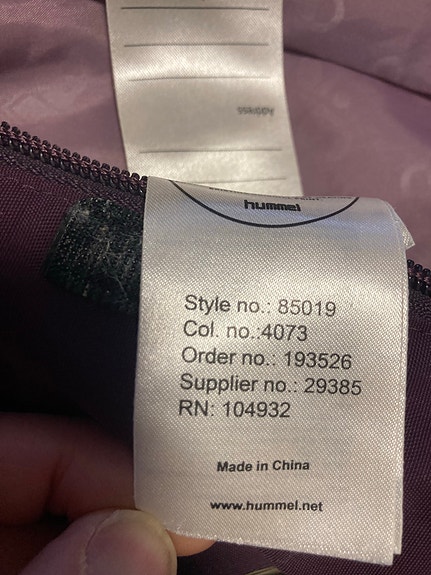 ADDRESS
hummel
Style no.: 85019
Col. no.:4073
Order no.: 193526
Supplier no.: 29385
RN: 104932
Made in China
www.hummel.net